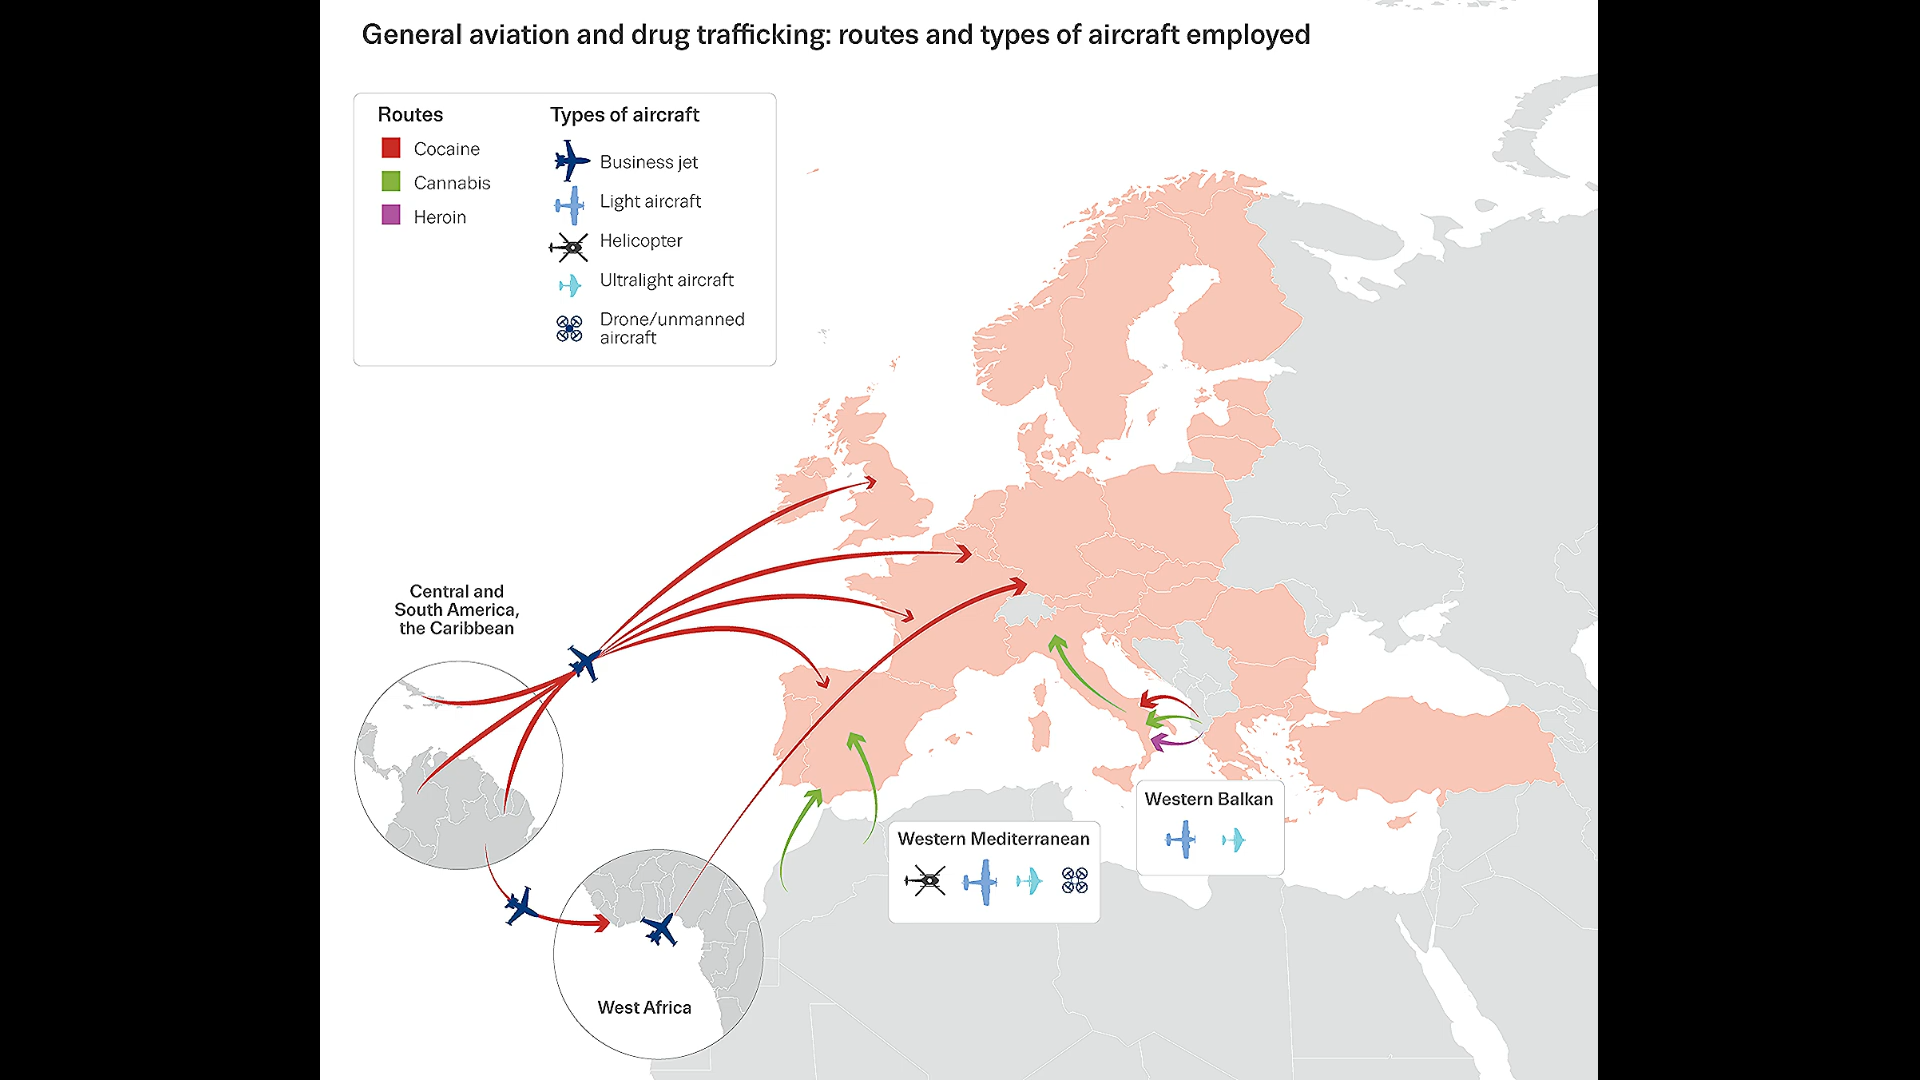 General aviation and drug trafficking: routes and types of aircraft employed
Routes
Cocaine
Cannabis
Heroin
Types of aircraft
Business jet
Light aircraft
Helicopter
Ultralight aircraft
Drone/unmanned
aircraft
Central and
South America,
the Caribbean
West Africa
Western Mediterranean
Western Balkan